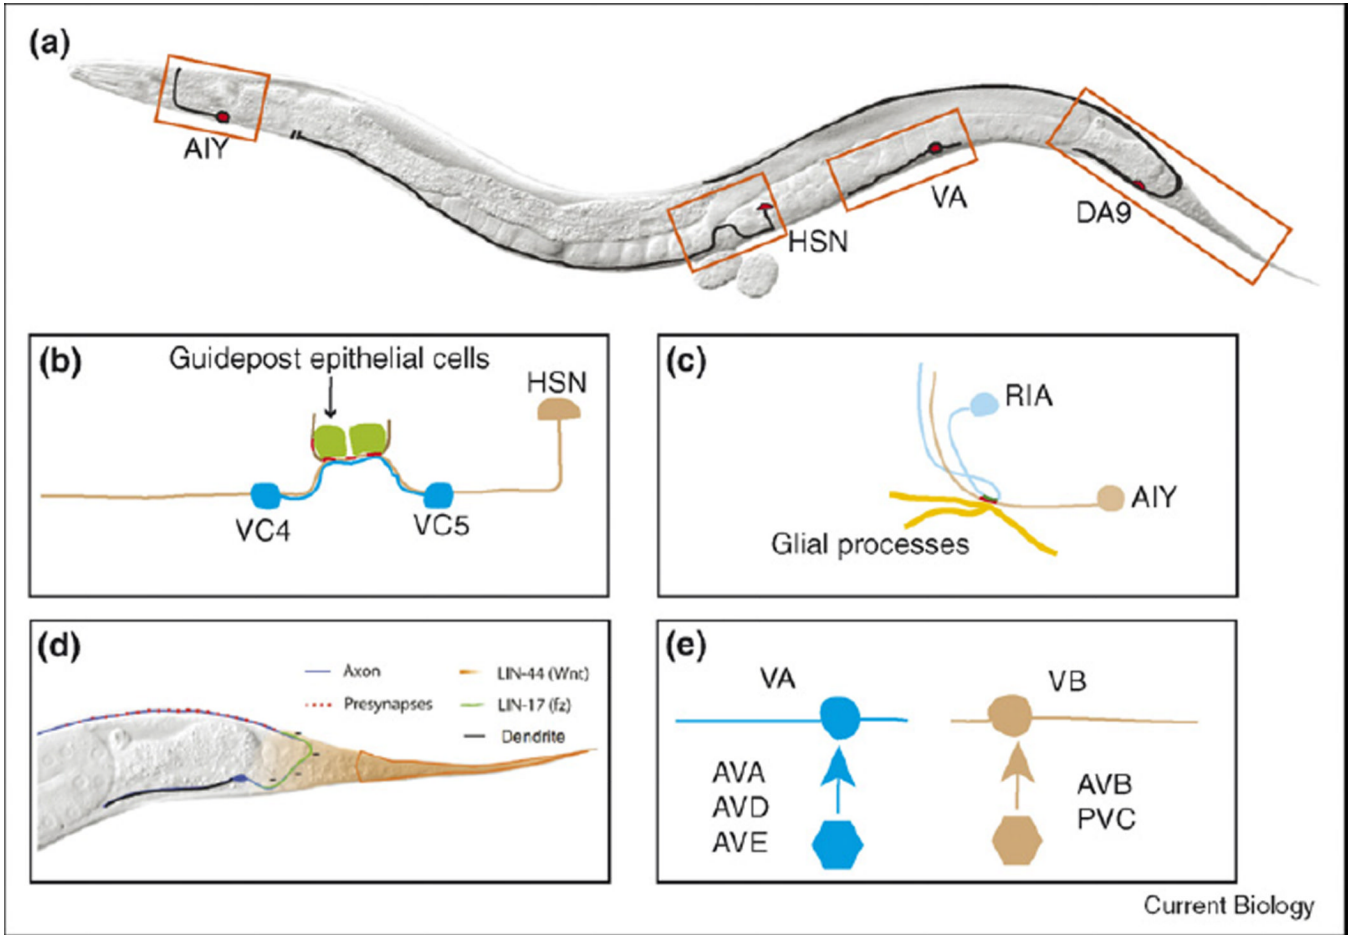 (a)
AIY
HSN
VA
DA9
(b)
Guidepost epithelial cells
HSN
VC4
VC5
(c)
RIA
AIY
Glial processes
(d)
Axon
Presynapses
LIN-44 (Wnt)
LIN-17 (fz)
Dendrite
(e)
VA
VB
AVA
AVD
AVE
AVB
PVC
Current Biology